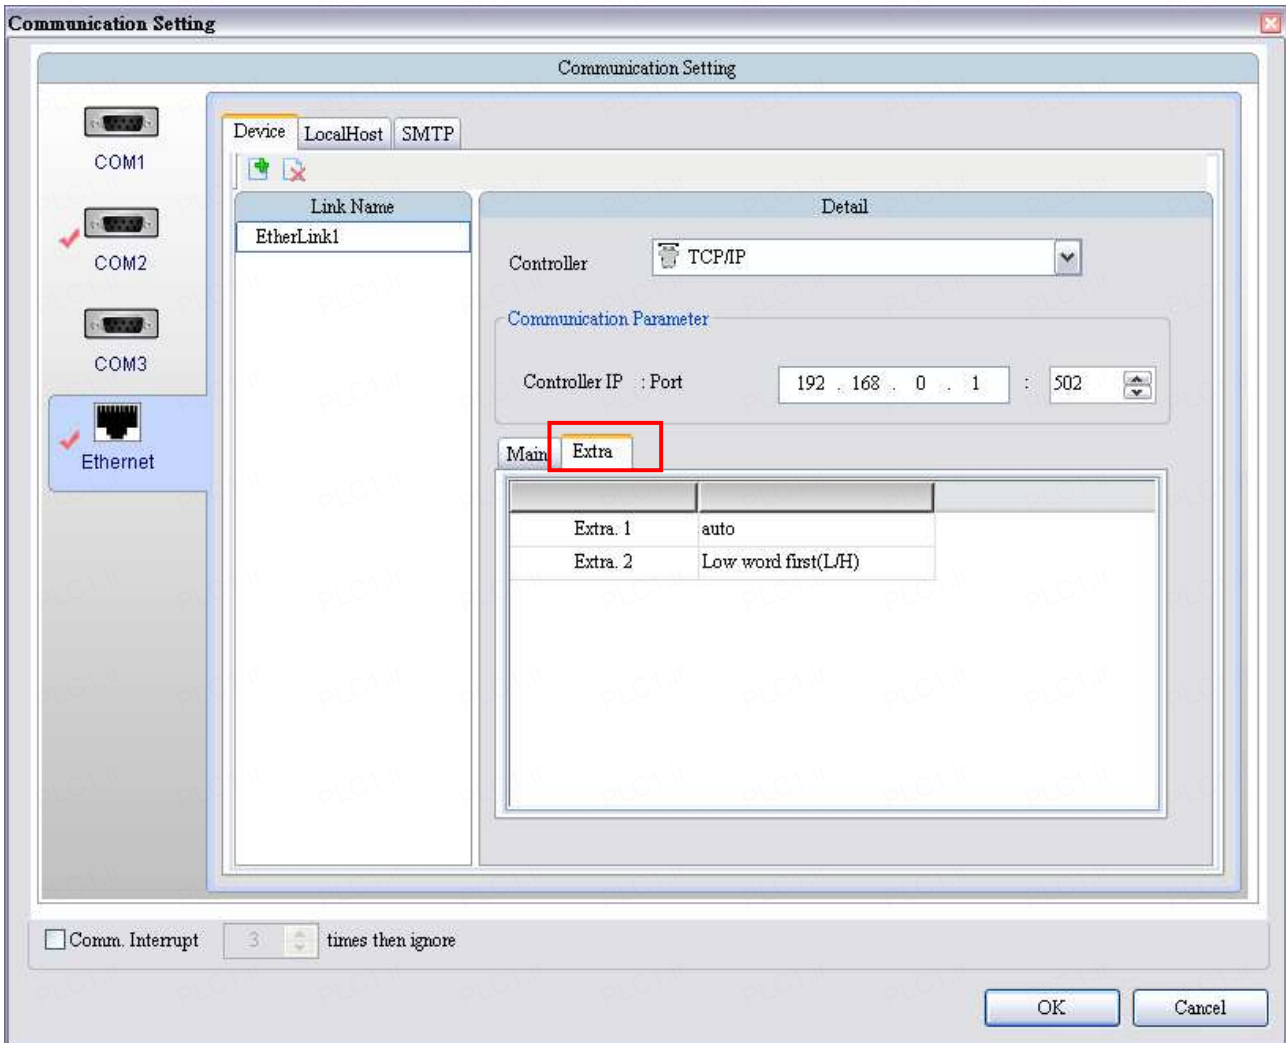 Communication Setting
Communication Setting
COM1
COM2
COM3
Ethernet
Device LocalHost SMTP
Link Name
EtherLink1
Detail
Controller TCP/IP
Communication Parameter
Controller IP : Port 192 . 168 . 0 . 1 : 502
Main Extra
Extra. 1 auto
Extra. 2 Low word first(L/H)
Comm. Interrupt 3 times then ignore
OK Cancel